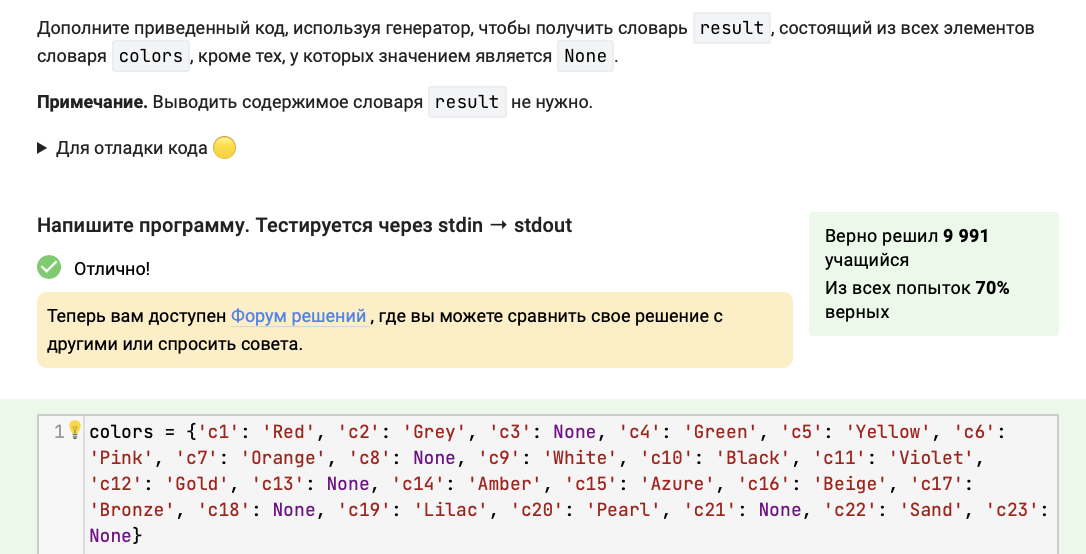 Дополните приведенный код, используя генератор, чтобы получить словарь result, состоящий из всех элементов
словаря colors, кроме тех, у которых значением является None.
Примечание. Выводить содержимое словаря result не нужно.
Для отладки кода
Напишите программу. Тестируется через stdin → stdout
Отлично!
Теперь вам доступен Форум решений, где вы можете сравнить свое решение с
другими или спросить совета.
Верно решил 9 991
учащийся
Из всех попыток 70%
верных
1 colors = {'c1': 'Red', 'c2': 'Grey', 'c3': None, 'c4': 'Green', 'c5': 'Yellow', 'c6':
'Pink', 'c7': 'Orange', 'c8': None, 'c9': 'White', 'c10': 'Black', 'c11': 'Violet',
'c12': 'Gold', 'c13': None, 'c14': 'Amber', 'c15': 'Azure', 'c16': 'Beige', 'c17':
'Bronze', 'c18': None, 'c19': 'Lilac', 'c20': 'Pearl', 'c21': None, 'c22': 'Sand', 'c23':
None}